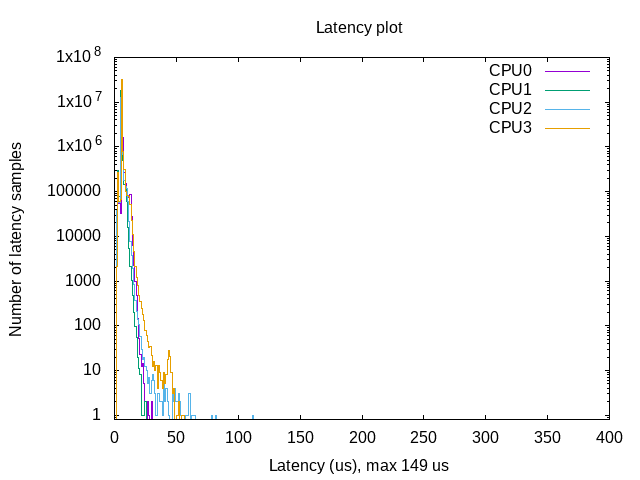 Latency plot
1x10^8
1x10^7
1x10^6
100000
10000
1000
100
10
1
Number of latency samples
CPU0
CPU1
CPU2
CPU3
0 50 100 150 200 250 300 350 400
Latency (us), max 149 us